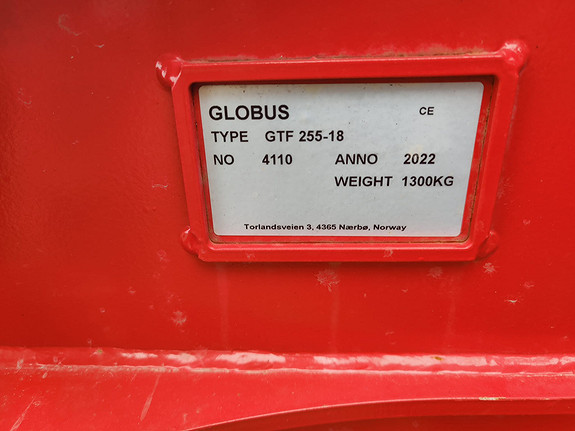 GLOBUS CE
TYPE GTF 255-18
NO 4110 ANNO 2022
WEIGHT 1300KG
Torlandsveien 3, 4365 Nærbø, Norway